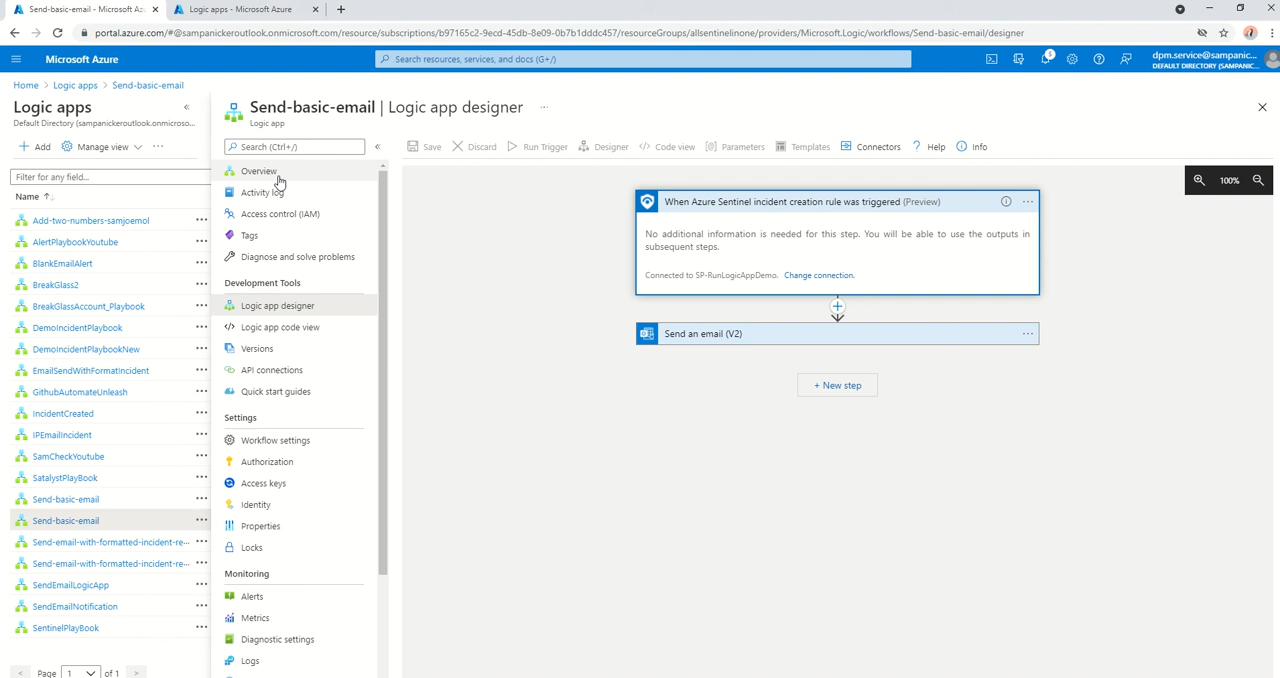 Send-basic-email - Microsoft Az
Logic apps - Microsoft Azure
portal.azure.com/#@sampanickeroutlook.onmicrosoft.com/resource/subscriptions/b97165c2-9ecd-45db-8e09-0b7b1dddc457/resourceGroups/allsentinelinone/providers/Microsoft.Logic/workflows/Send-basic-email/designer
Microsoft Azure
Search resources, services, and docs (G+/)
5
dpm.service@sampanic...
DEFAULT DIRECTORY (SAMPANIC...
Home > Logic apps > Send-basic-email
Logic apps
Default Directory (sampanickeroutlook.onmicroso...
+ Add
Manage view
...
Filter for any field...
Name
Add-two-numbers-samjoemol
AlertPlaybookYoutube
BlankEmailAlert
BreakGlass2
BreakGlassAccount_Playbook
DemoIncidentPlaybook
DemoIncidentPlaybookNew
EmailSendWithFormatIncident
GithubAutomateUnleash
IncidentCreated
IPEmailIncident
SamCheckYoutube
SatalystPlayBook
Send-basic-email
Send-basic-email
Send-email-with-formatted-incident-re...
Send-email-with-formatted-incident-re...
SendEmailLogicApp
SendEmailNotification
SentinelPlayBook
< Page 1 of 1 >
Send-basic-email | Logic app designer
...
Logic app
Search (Ctrl+/)
Overview
Activity log
Access control (IAM)
Tags
Diagnose and solve problems
Development Tools
Logic app designer
Logic app code view
Versions
API connections
Quick start guides
Settings
Workflow settings
Authorization
Access keys
Identity
Properties
Locks
Monitoring
Alerts
Metrics
Diagnostic settings
Logs
Save
Discard
Run Trigger
Designer
Code view
Parameters
Templates
Connectors
Help
Info
100%
When Azure Sentinel incident creation rule was triggered (Preview)
No additional information is needed for this step. You will be able to use the outputs in
subsequent steps.
Connected to SP-RunLogicAppDemo. Change connection.
Send an email (V2)
+ New step